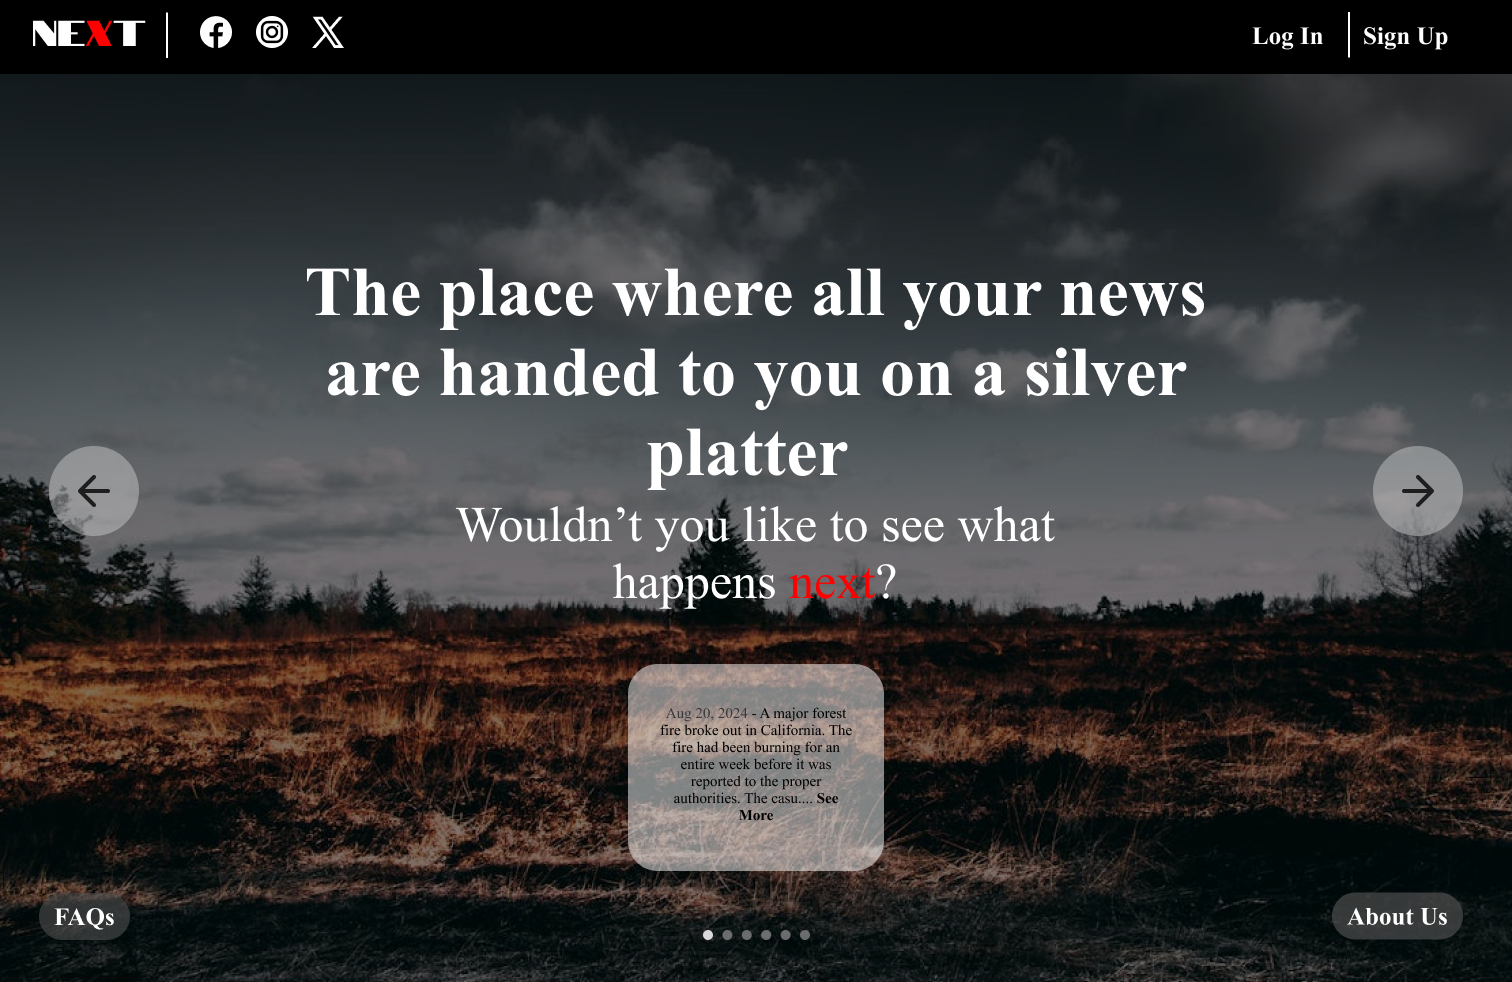 NEXT
Log In
Sign Up
The place where all your news
are handed to you on a silver
platter
Wouldn’t you like to see what
happens next?
Aug 20, 2024 - A major forest
fire broke out in California. The
fire had been burning for an
entire week before it was
reported to the proper
authorities. The casu.... See
More
FAQs
About Us